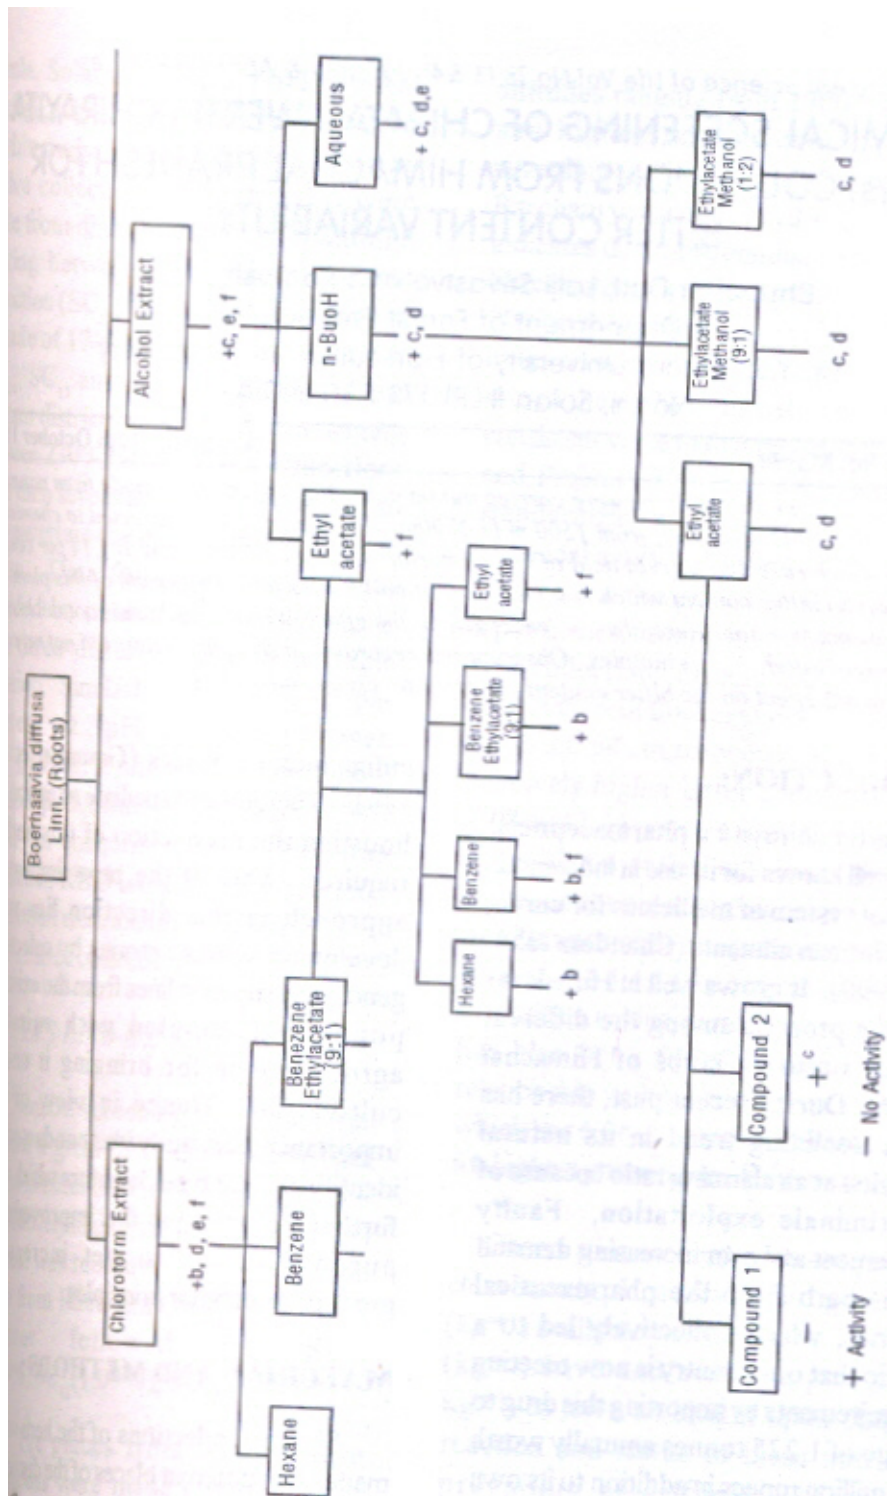 Boerhaavia diffusa
Linn. (Roots)
Chlorotorm Extract
Alcohol Extract
+b, d, e, f
+c, e, f
Hexane
Benzene
Benezene
Ethylacetate
(9:1)
Ethyl
acetate
n-BuoH
Aqueous
+ f
+ c, d
+ c, d,e
Hexane
Benzene
Benzene
Ethylacetate
(9:1)
Ethyl
acetate
+ b
+ b, f
+ b
+ f
Ethyl
acetate
Ethylacetate
Methanol
(9:1)
Ethylacetate
Methanol
(1:2)
c, d
c, d
c, d
Compound 1
Compound 2
−
+ c
+ Activity
− No Activity